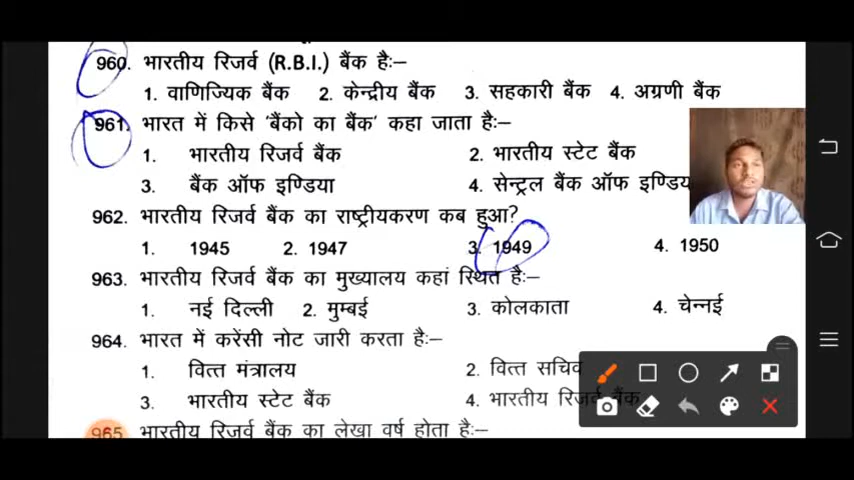 960. भारतीय रिजर्व (R.B.I.) बैंक है:-
1. वाणिज्यिक बैंक 2. केन्द्रीय बैंक 3. सहकारी बैंक 4. अग्रणी बैंक
961. भारत में किसे 'बैंको का बैंक' कहा जाता है:-
1. भारतीय रिजर्व बैंक 2. भारतीय स्टेट बैंक
3. बैंक ऑफ इण्डिया 4. सेन्ट्रल बैंक ऑफ इण्डिय
962. भारतीय रिजर्व बैंक का राष्ट्रीयकरण कब हुआ?
1. 1945 2. 1947 3. 1949 4. 1950
963. भारतीय रिजर्व बैंक का मुख्यालय कहां स्थित है:-
1. नई दिल्ली 2. मुम्बई 3. कोलकाता 4. चेन्नई
964. भारत में करेंसी नोट जारी करता है:-
1. वित्त मंत्रालय 2. वित्त सचिव
3. भारतीय स्टेट बैंक 4. भारतीय रिजर्व बैंक
965. भारतीय रिजर्व बैंक का लेखा वर्ष होता है:-